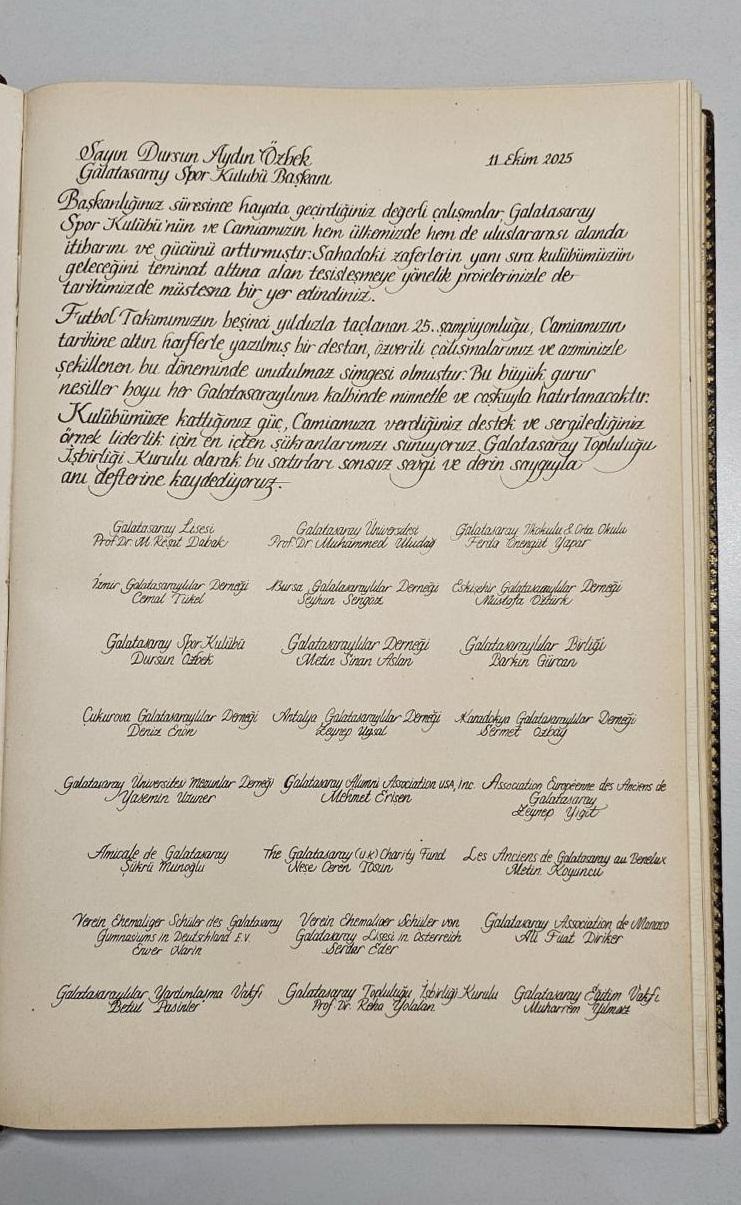 Sayın Dursun Aydın Özbek
11 Ekim 2025
Galatasaray Spor Kulübü Başkanı
Başkanlığınız süresince hayata geçirdiğiniz değerli çalışmalar, Galatasaray
Spor Kulübü'nün ve Camiamızın hem ülkemizde hem de uluslararası alanda
itibarını ve gücünü arttırmıştır. Sahadaki zaferlerin yanı sıra kulübümüzün
geleceğini teminat altına alan tesisleşmeye yönelik projelerinizle de
tarihimizde müstesna bir yer edindiniz.
Futbol Takımımızın beşinci yıldızla taçlanan 25. şampiyonluğu, Camiamızın
tarihine altın harflerle yazılmış bir destan, özverili çalışmalarınız ve azminizle
şekillenen bu döneminde unutulmaz simgesi olmuştur. Bu büyük gurur
nesiller boyu her Galatasaraylının kalbinde minnetle ve coşkuyla hatırlanacaktır.
Kulübümüze kattığınız güç, Camiamıza verdiğiniz destek ve sergilediğiniz
örnek liderlik için en içten şükranlarımızı sunuyoruz. Galatasaray Topluluğu
İşbirliği Kurulu olarak bu satırları sonsuz sevgi ve derin saygıyla
anı defterine kaydediyoruz.
Galatasaray Lisesi
Prof Dr. M Reşat Dabak
Galatasaray Üniversitesi
Prof Dr. Muhammed Uludağ
Galatasaray İlkokulu & Orta Okulu
Ferda Önengüt Yapar
İzmir Galatasaraylılar Derneği
Cemal Tükel
Bursa Galatasaraylılar Derneği
Seyhun Şengöz
Eskişehir Galatasaraylılar Derneği
Mustafa Öztürk
Galatasaray Spor Kulübü
Dursun Özbek
Galatasaraylılar Derneği
Metin Sinan Aslan
Galatasaraylılar Birliği
Barkın Gürcan
Çukurova Galatasaraylılar Derneği
Deniz
Antalya Galatasaraylılar Derneği
Zeynep Uysal
Karadokya Galatasaraylılar Derneği
Sermet Özbay
Galatasaray Üniversitesi Mezunlar Derneği
Yasemin Uzuner
Galatasaray Alumni Association USA, Inc.
Mehmet Erişen
Association Européenne des Anciens de
Galatasaray
Zeynep Yiğit
Amicale de Galatasaray
Şükrü Munoğlu
The Galatasaray (U.K) Charity Fund
Neşe Ceren Tosun
Les Anciens de Galatasaray au Benelux
Metin Koyuncu
Verein Ehemaliger Schüler des Galatasaray
Gymnasiums in Deutschland E.V.
Enver
Verein Ehemaliger Schüler von
Galatasaray Lisesi in Österreich
Serdar Eder
Galatasaray Association de Monaco
Ali Fuat Diriker
Galatasaraylılar Yardımlaşma Vakfı
Betül Pasinler
Galatasaray Topluluğu İşbirliği Kurulu
Prof Dr. Reha Yolalan
Galatasaray Eğitim Vakfı
Muharrem Yılmaz